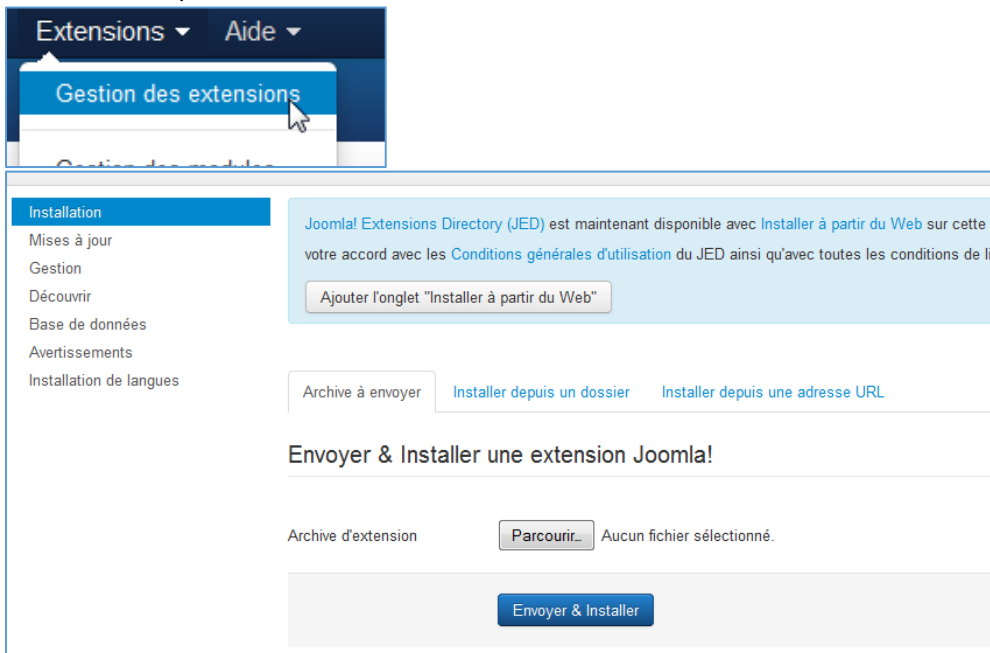 Extensions Aide
Gestion des extensions
Gestion des modules
Installation
Mises à jour
Gestion
Découvrir
Base de données
Avertissements
Installation de langues
Joomla! Extensions Directory (JED) est maintenant disponible avec Installer à partir du Web sur cette
votre accord avec les Conditions générales d'utilisation du JED ainsi qu'avec toutes les conditions de li
Ajouter l'onglet "Installer à partir du Web"
Archive à envoyer Installer depuis un dossier Installer depuis une adresse URL
Envoyer & Installer une extension Joomla!
Archive d'extension Parcourir... Aucun fichier sélectionné.
Envoyer & Installer